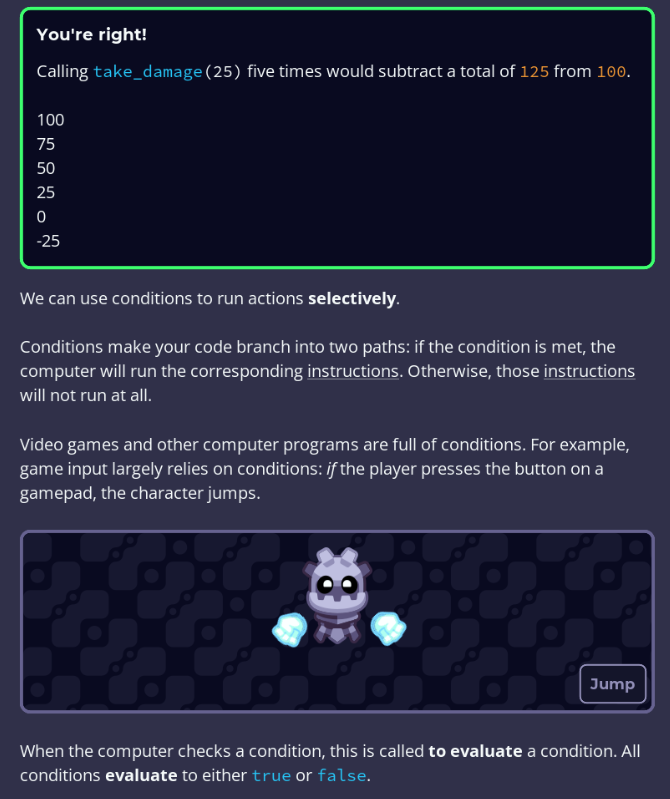 You're right!
Calling take_damage(25) five times would subtract a total of 125 from 100.
100
75
50
25
0
-25
We can use conditions to run actions selectively.
Conditions make your code branch into two paths: if the condition is met, the
computer will run the corresponding instructions. Otherwise, those instructions
will not run at all.
Video games and other computer programs are full of conditions. For example,
game input largely relies on conditions: if the player presses the button on a
gamepad, the character jumps.
Jump
When the computer checks a condition, this is called to evaluate a condition. All
conditions evaluate to either true or false.